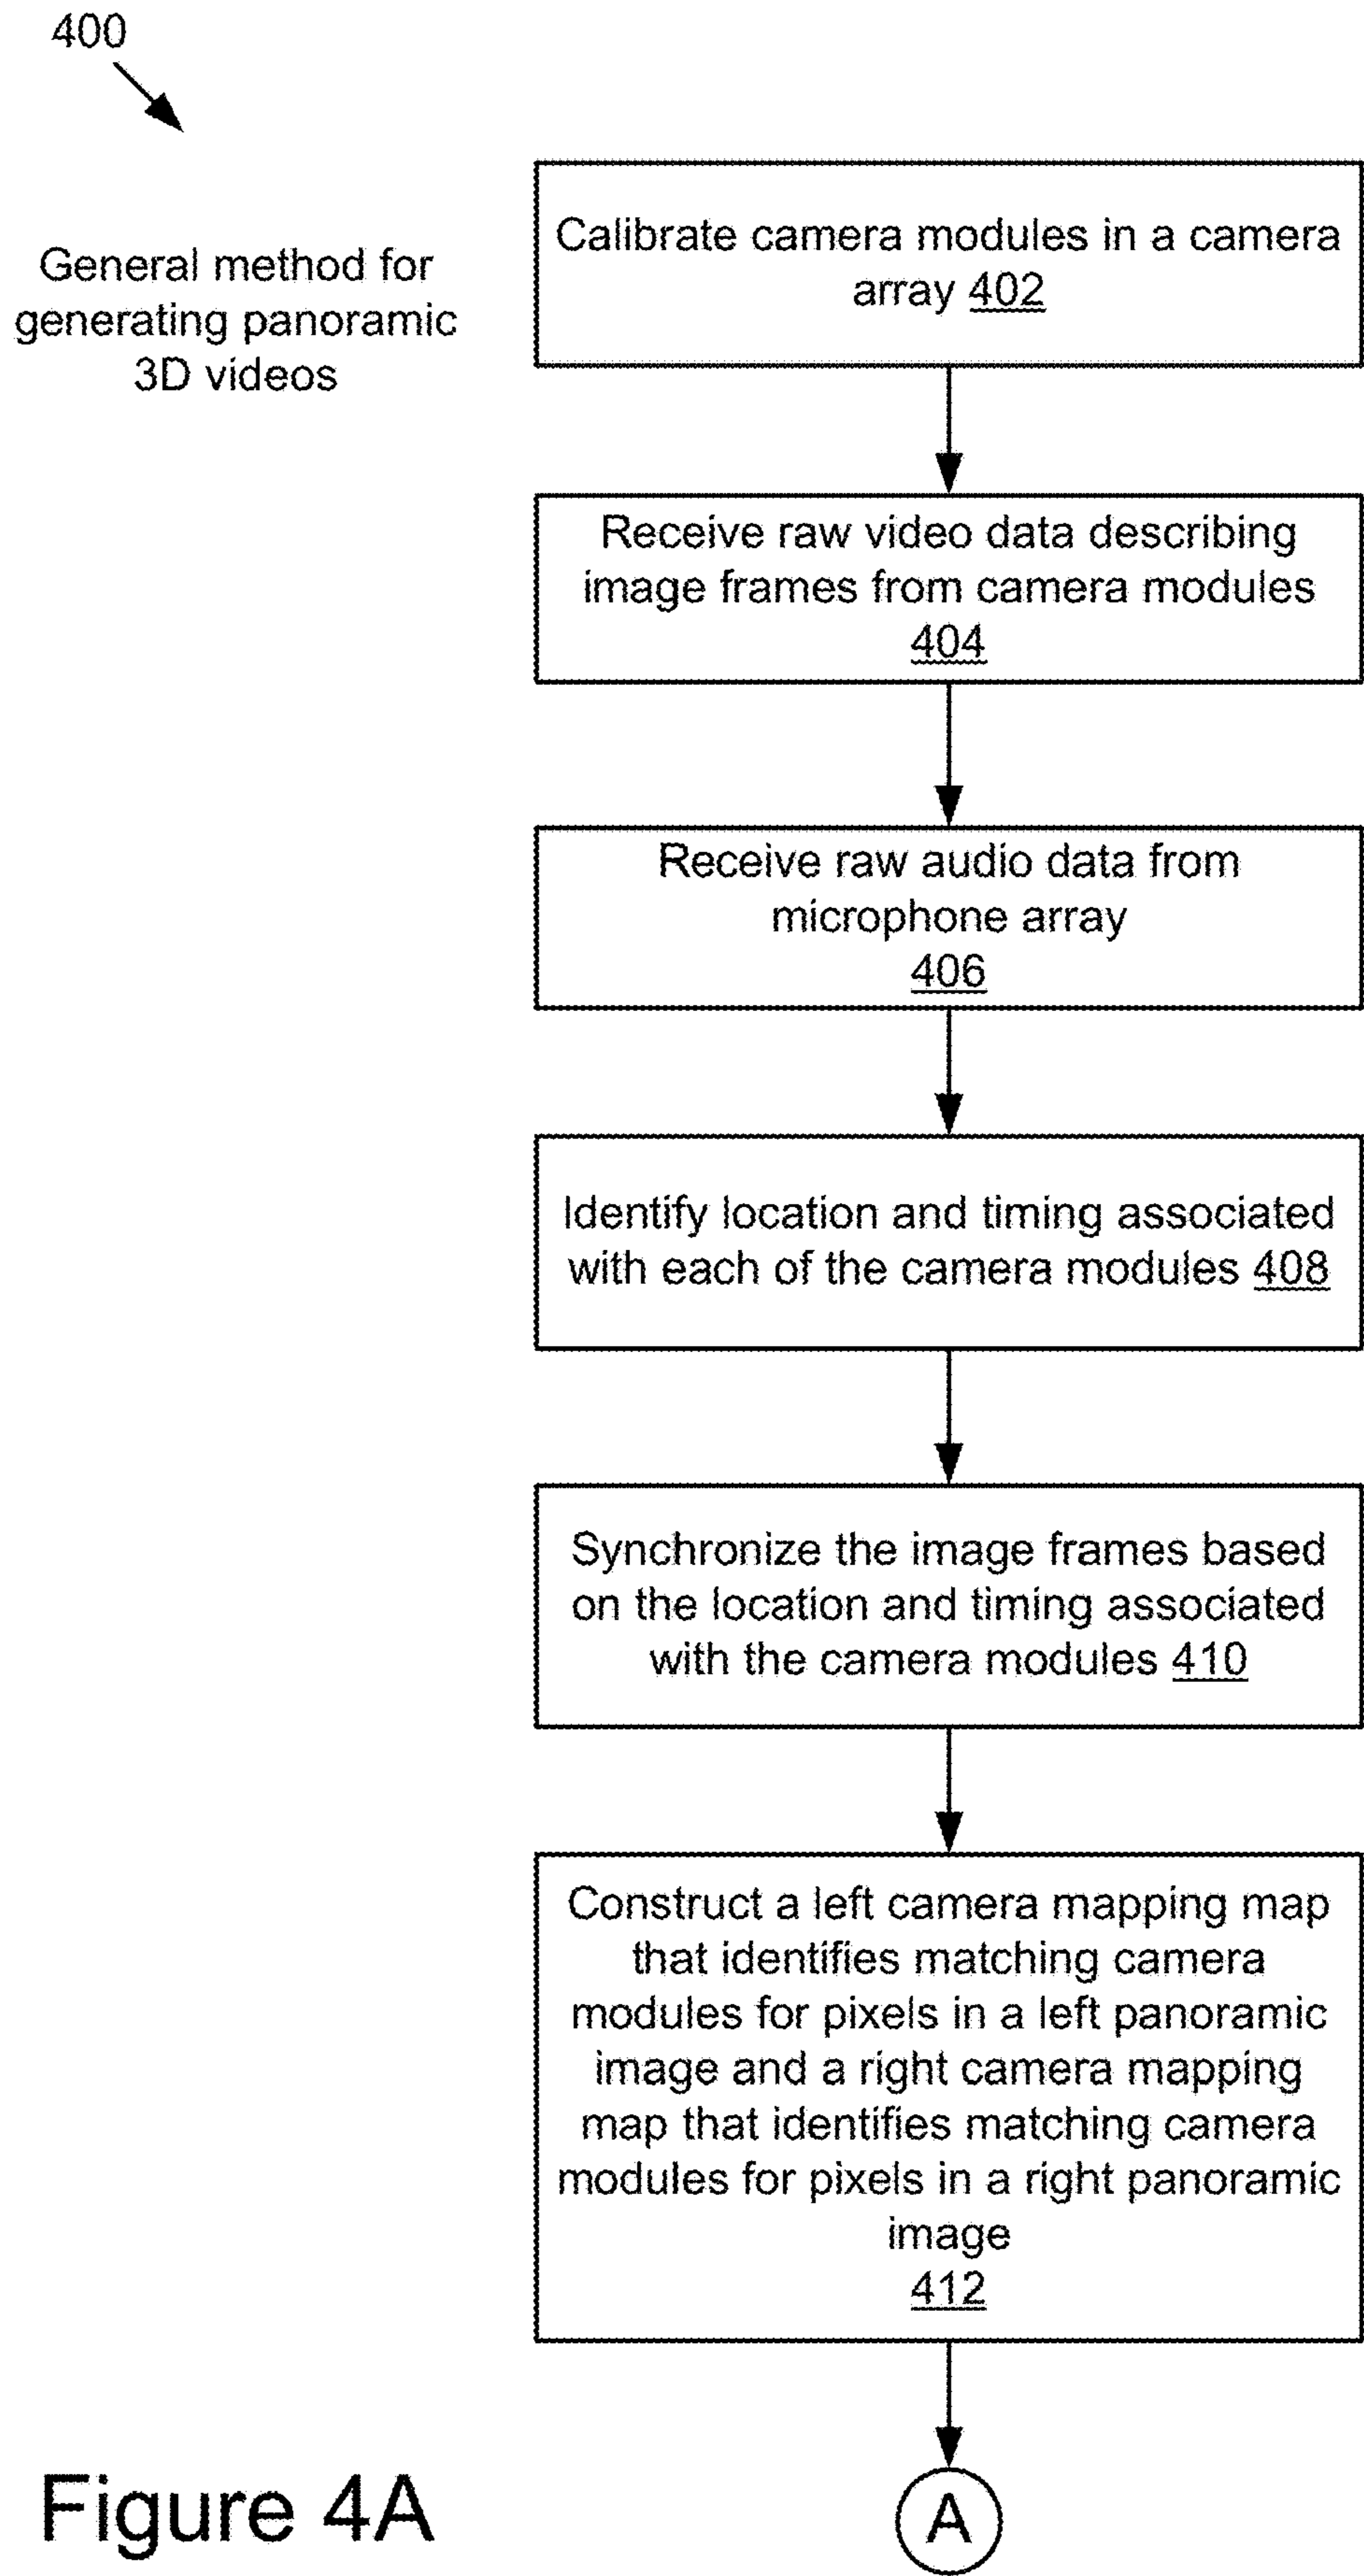 400
General method for
generating panoramic
3D videos
Calibrate camera modules in a camera
array 402
Receive raw video data describing
image frames from camera modules
404
Receive raw audio data from
microphone array
406
Identify location and timing associated
with each of the camera modules 408
Synchronize the image frames based
on the location and timing associated
with the camera modules 410
Construct a left camera mapping map
that identifies matching camera
modules for pixels in a left panoramic
image and a right camera mapping
map that identifies matching camera
modules for pixels in a right panoramic
image
412
A
Figure 4A